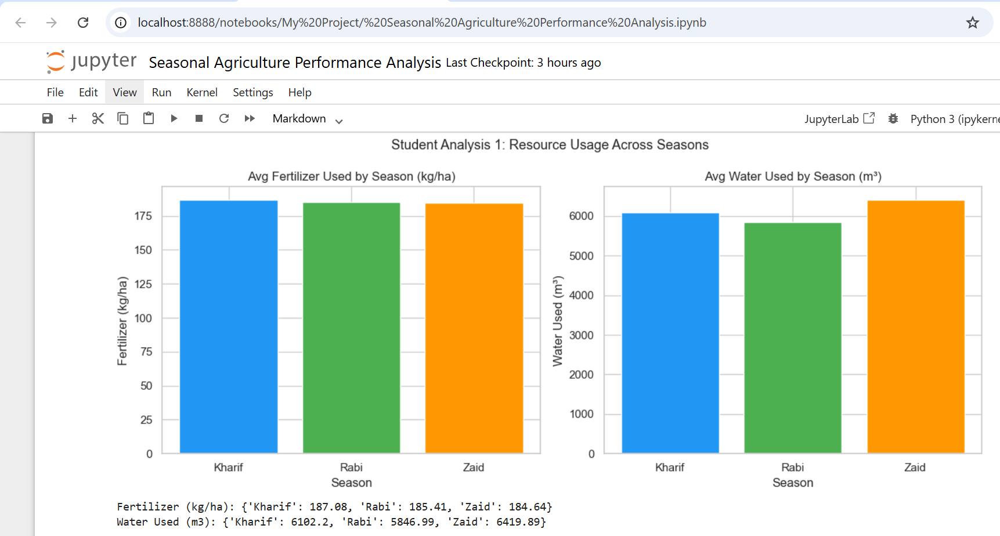 localhost:8888/notebooks/My%20Project/%20Seasonal%20Agriculture%20Performance%20Analysis.ipynb
jupyter Seasonal Agriculture Performance Analysis Last Checkpoint: 3 hours ago
File Edit View Run Kernel Settings Help
Markdown JupyterLab Python 3 (ipykerne
Student Analysis 1: Resource Usage Across Seasons
Avg Fertilizer Used by Season (kg/ha)
175
150
125
100
75
50
25
0
Fertilizer (kg/ha)
Kharif Rabi Zaid
Season
Avg Water Used by Season (m³)
6000
5000
4000
3000
2000
1000
0
Water Used (m³)
Kharif Rabi Zaid
Season
Fertilizer (kg/ha): {'Kharif': 187.08, 'Rabi': 185.41, 'Zaid': 184.64}
Water Used (m3): {'Kharif': 6102.2, 'Rabi': 5846.99, 'Zaid': 6419.89}